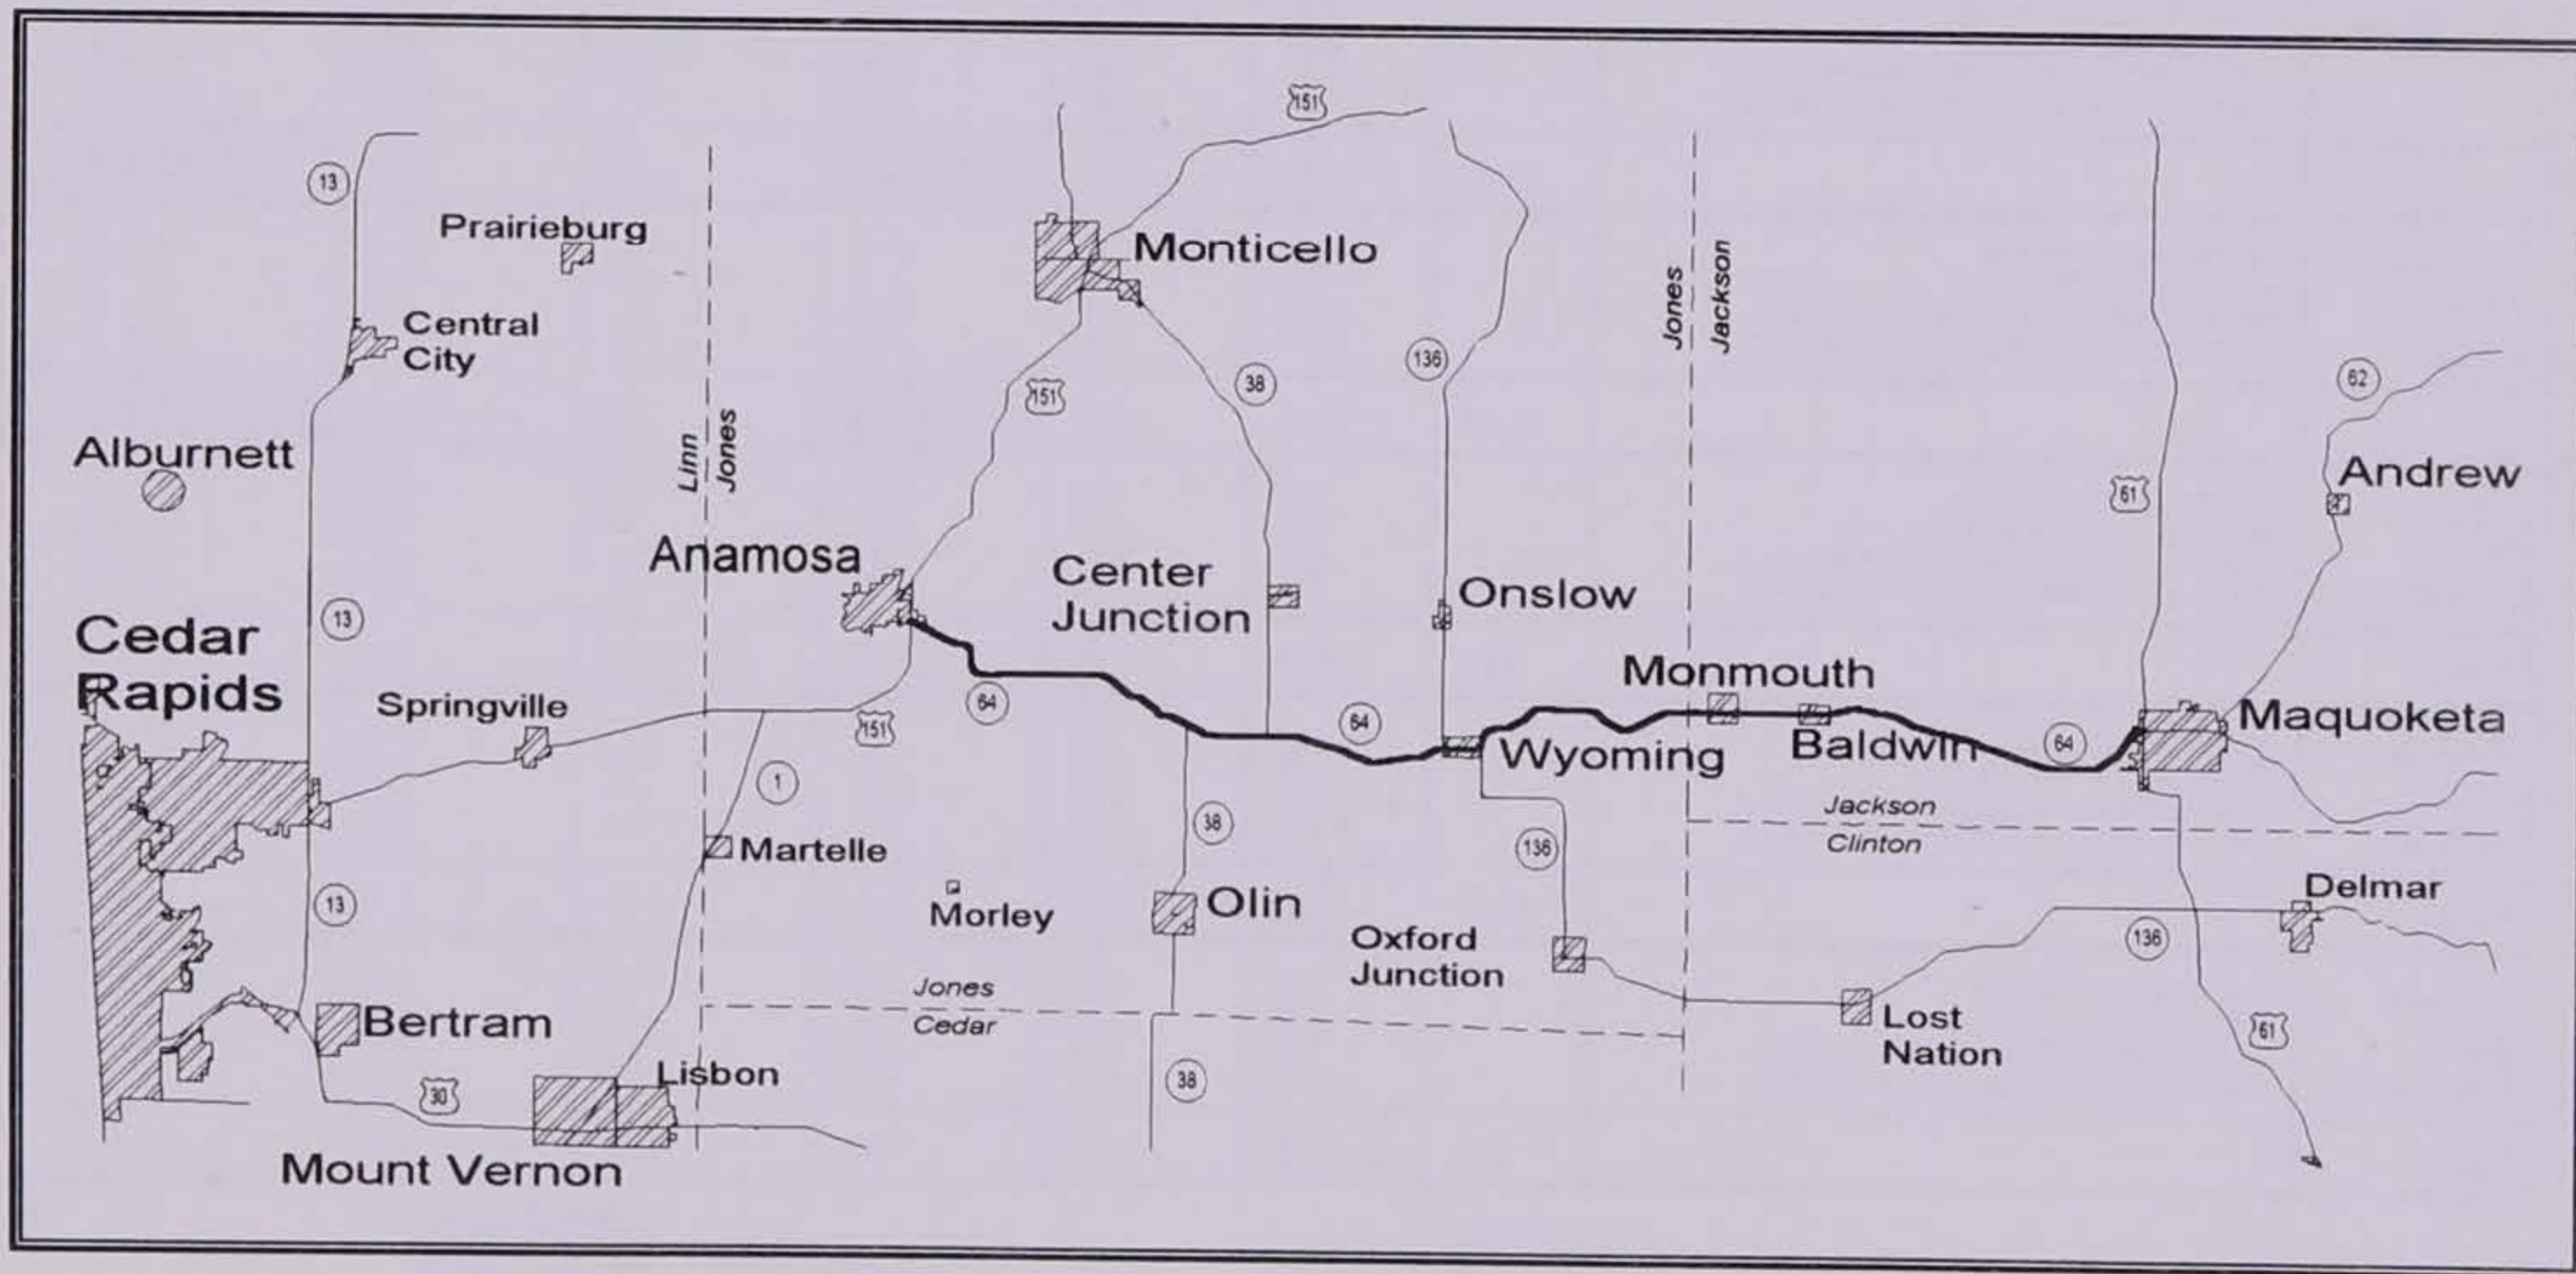 151
13
Prairieburg
Monticello
Jones
Jackson
Central
City
136
38
62
151
Alburnett
Linn
Jones
Andrew
61
Anamosa
Center
Junction
Onslow
13
Cedar
Rapids
Springville
Monmouth
64
64
151
Wyoming
Baldwin
64
Maquoketa
1
Jackson
Clinton
38
136
Martelle
Delmar
13
Morley
Olin
Oxford
Junction
136
Jones
Cedar
Bertram
Lost
Nation
61
Lisbon
38
30
Mount Vernon